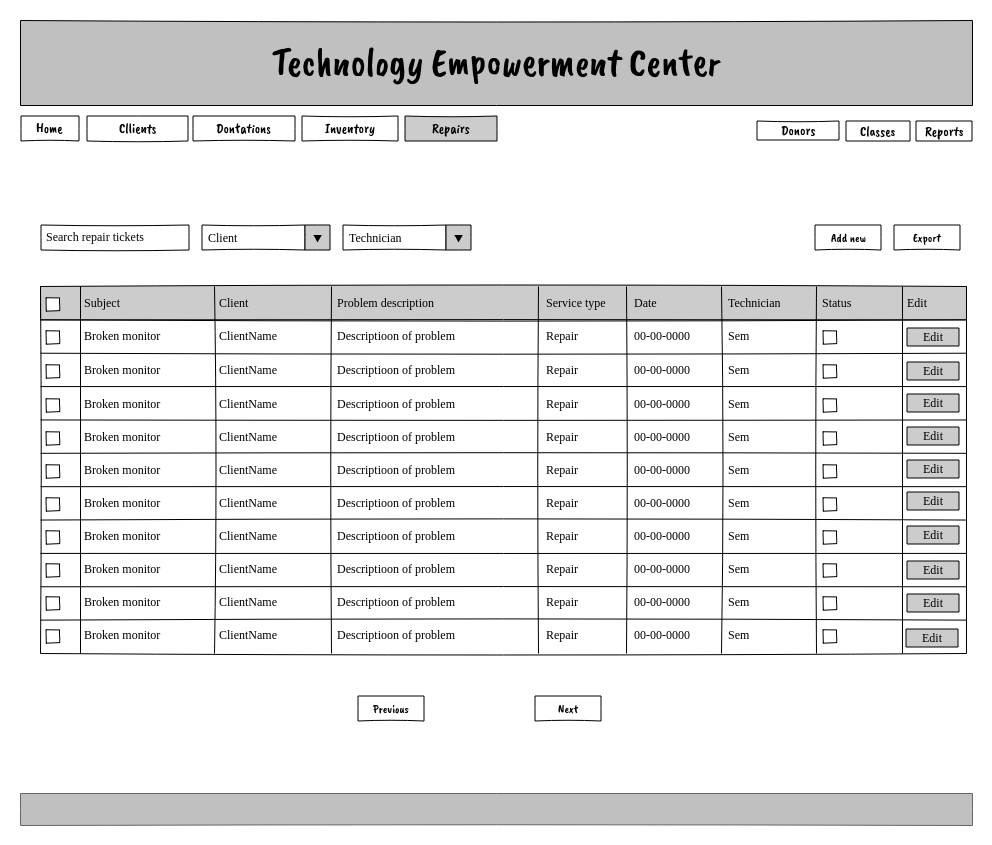 Technology Empowerment Center
Home Cllients Dontations Inventory Repairs Donors Classes Reports
Search repair tickets Client Technician Add new Export
Subject Client Problem description Service type Date Technician Status Edit
Broken monitor ClientName Descriptioon of problem Repair 00-00-0000 Sem Edit
Broken monitor ClientName Descriptioon of problem Repair 00-00-0000 Sem Edit
Broken monitor ClientName Descriptioon of problem Repair 00-00-0000 Sem Edit
Broken monitor ClientName Descriptioon of problem Repair 00-00-0000 Sem Edit
Broken monitor ClientName Descriptioon of problem Repair 00-00-0000 Sem Edit
Broken monitor ClientName Descriptioon of problem Repair 00-00-0000 Sem Edit
Broken monitor ClientName Descriptioon of problem Repair 00-00-0000 Sem Edit
Broken monitor ClientName Descriptioon of problem Repair 00-00-0000 Sem Edit
Broken monitor ClientName Descriptioon of problem Repair 00-00-0000 Sem Edit
Broken monitor ClientName Descriptioon of problem Repair 00-00-0000 Sem Edit
Previous Next